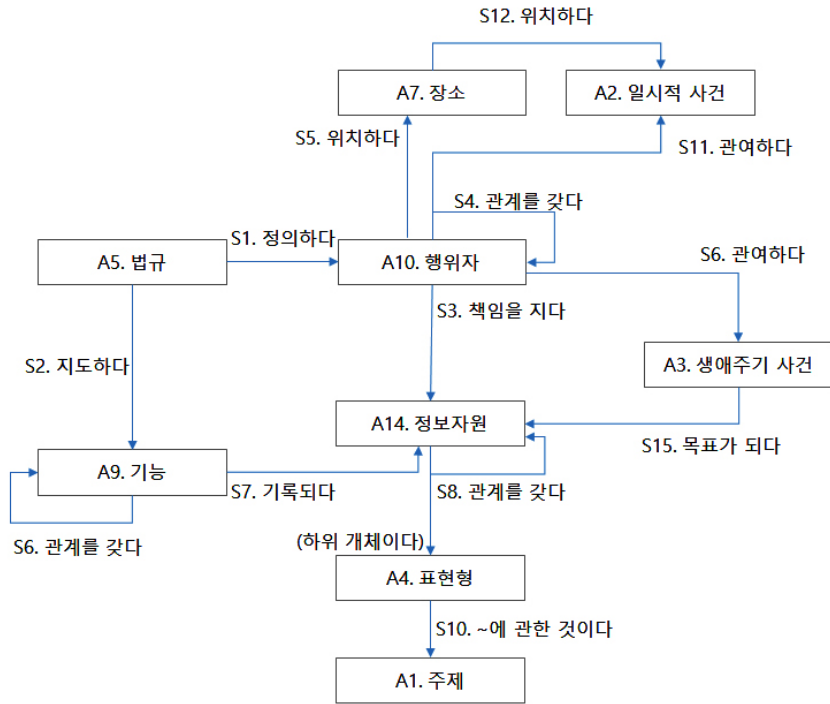 S12. 위치하다
A7. 장소
A2. 일시적 사건
S5. 위치하다
S11. 관여하다
S4. 관계를 갖다
S1. 정의하다
A5. 법규
A10. 행위자
S6. 관여하다
S3. 책임을 지다
S2. 지도하다
A3. 생애주기 사건
A14. 정보자원
S15. 목표가 되다
A9. 기능
S7. 기록되다
S8. 관계를 갖다
S6. 관계를 갖다
(하위 개체이다)
A4. 표현형
S10. ~에 관한 것이다
A1. 주제